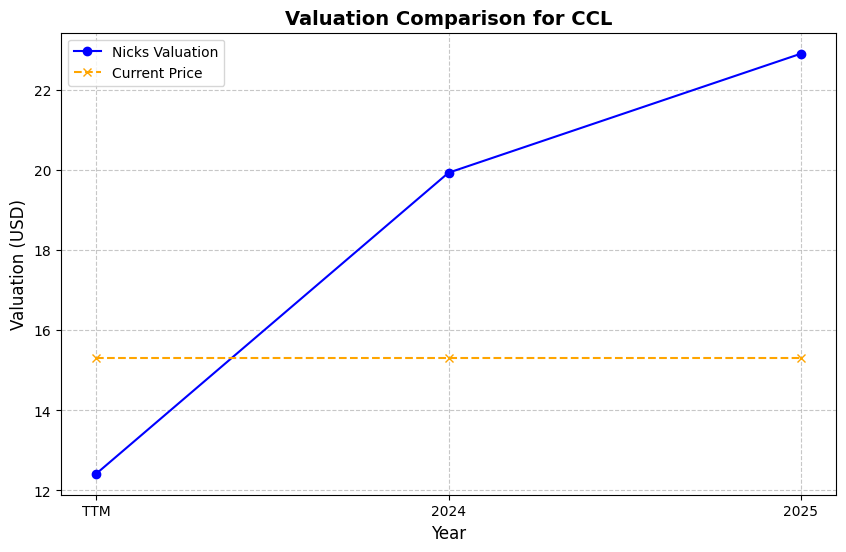 Valuation Comparison for CCL
Nicks Valuation
Current Price
Valuation (USD)
22
20
18
16
14
12
TTM 2024 2025
Year